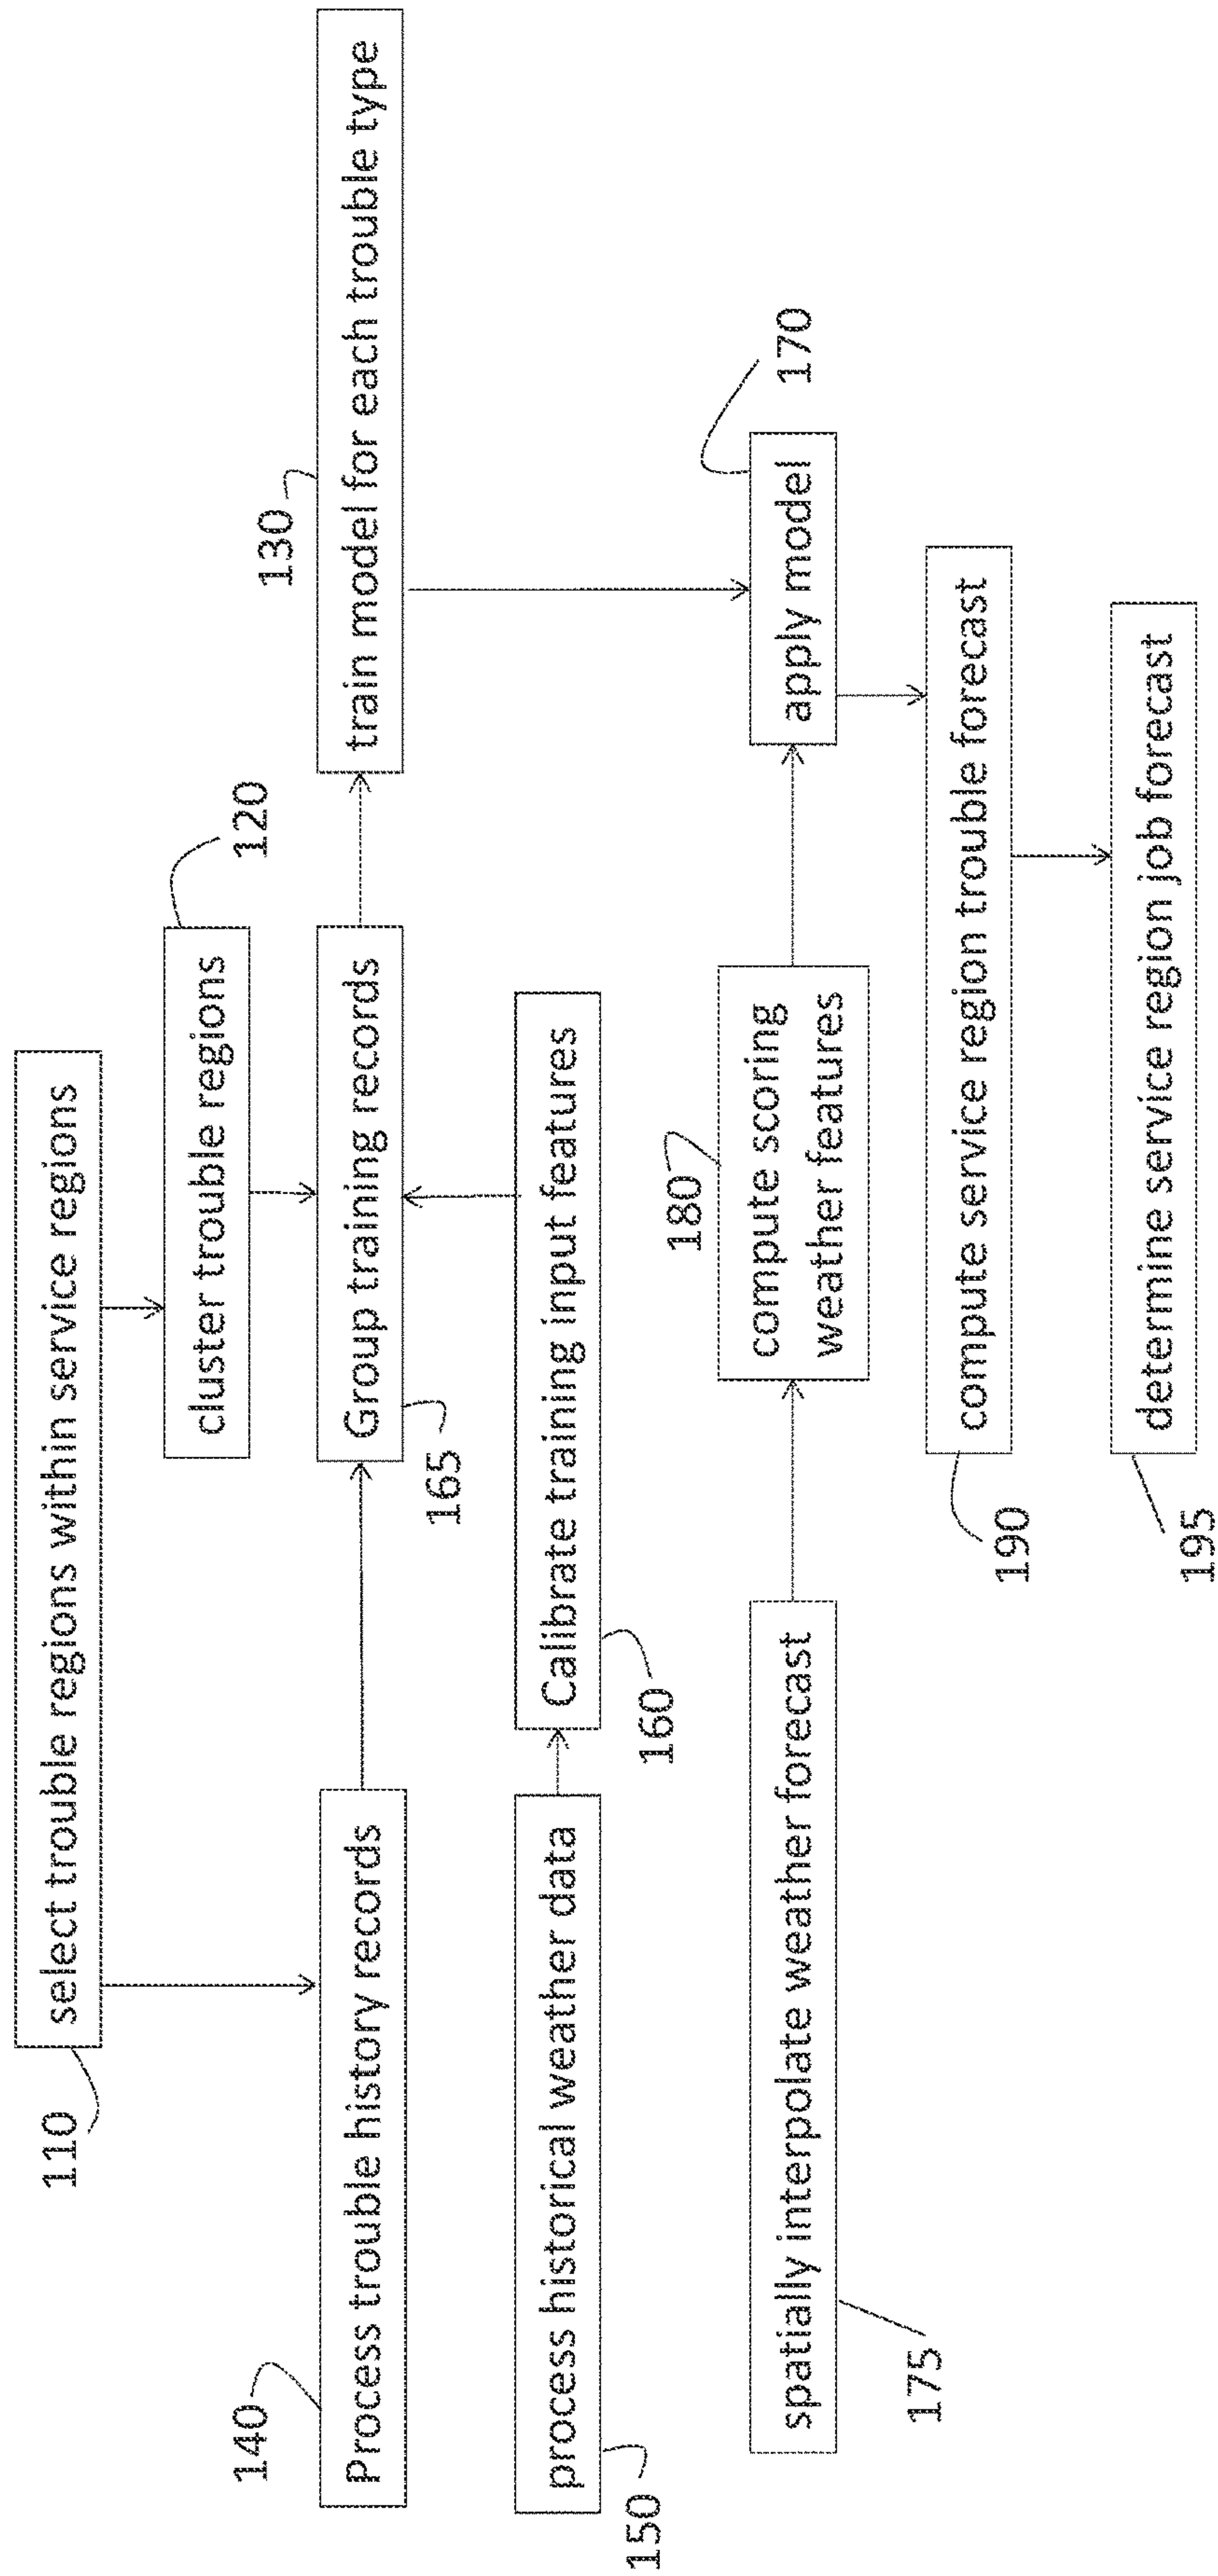 110
select trouble regions within service regions
120
cluster trouble regions
130
140
Process trouble history records
Group training records
train model for each trouble type
165
150
process historical weather data
160
Calibrate training input features
170
180
175
spatially interpolate weather forecast
compute scoring
weather features
apply model
190
compute service region trouble forecast
195
determine service region job forecast